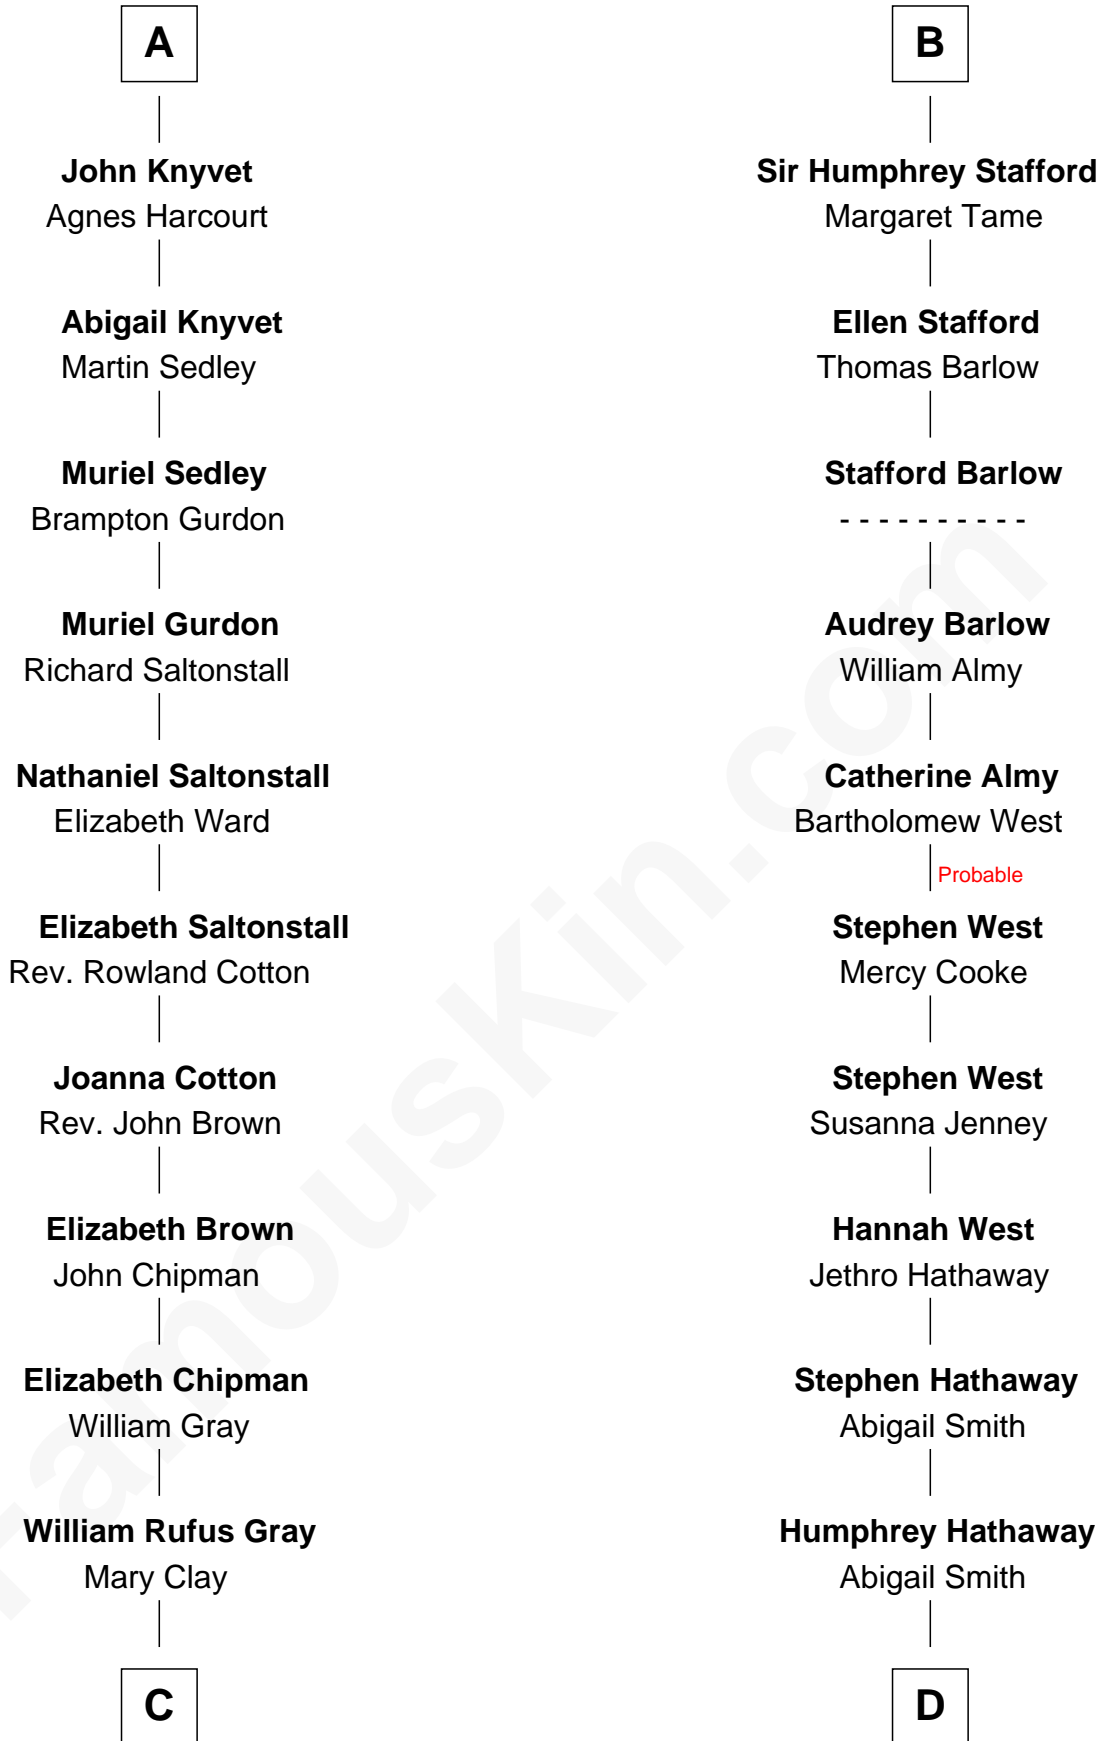 A
John Knyvet
Agnes Harcourt
Abigail Knyvet
Martin Sedley
Muriel Sedley
Brampton Gurdon
Muriel Gurdon
Richard Saltonstall
Nathaniel Saltonstall
Elizabeth Ward
Elizabeth Saltonstall
Rev. Rowland Cotton
Joanna Cotton
Rev. John Brown
Elizabeth Brown
John Chipman
Elizabeth Chipman
William Gray
William Rufus Gray
Mary Clay
C
B
Sir Humphrey Stafford
Margaret Tame
Ellen Stafford
Thomas Barlow
Stafford Barlow
- - - - - - - - - -
Audrey Barlow
William Almy
Catherine Almy
Bartholomew West
Probable
Stephen West
Mercy Cooke
Stephen West
Susanna Jenney
Hannah West
Jethro Hathaway
Stephen Hathaway
Abigail Smith
Humphrey Hathaway
Abigail Smith
D
FamousKin.com